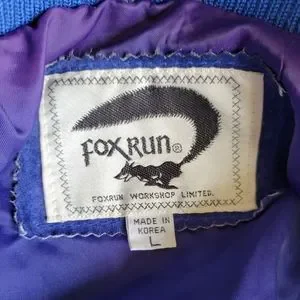 FOXRUN®
FOXRUN WORKSHOP LIMITED.
MADE IN
KOREA
L